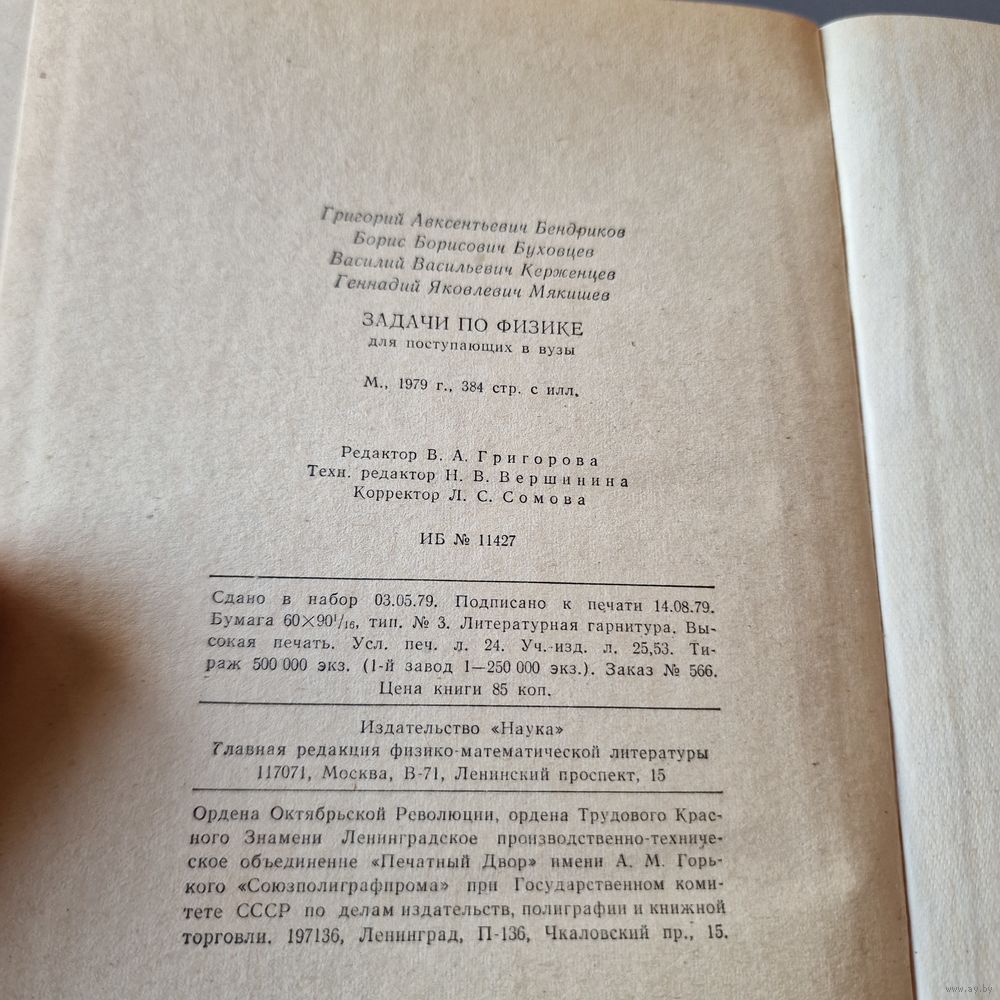 Григорий Авксентьевич Бендриков
Борис Борисович Буховцев
Василий Васильевич Керженцев
Геннадий Яковлевич Мякишев
ЗАДАЧИ ПО ФИЗИКЕ
для поступающих в вузы
М., 1979 г., 384 стр. с илл.
Редактор В. А. Григорова
Техн. редактор Н. В. Вершинина
Корректор Л. С. Сомова
ИБ № 11427
Сдано в набор 03.05.79. Подписано к печати 14.08.79.
Бумага 60×90¹/₁₆, тип. № 3. Литературная гарнитура. Вы-
сокая печать. Усл. печ. л. 24. Уч.-изд. л. 25,53. Ти-
раж 500 000 экз. (1-й завод 1—250 000 экз.). Заказ № 566.
Цена книги 85 коп.
Издательство «Наука»
Главная редакция физико-математической литературы
117071, Москва, В-71, Ленинский проспект, 15
Ордена Октябрьской Революции, ордена Трудового Крас-
ного Знамени Ленинградское производственно-техниче-
ское объединение «Печатный Двор» имени А. М. Горь-
кого «Союзполиграфпрома» при Государственном коми-
тете СССР по делам издательств, полиграфии и книжной
торговли. 197136, Ленинград, П-136, Чкаловский пр., 15.
www.ay.by